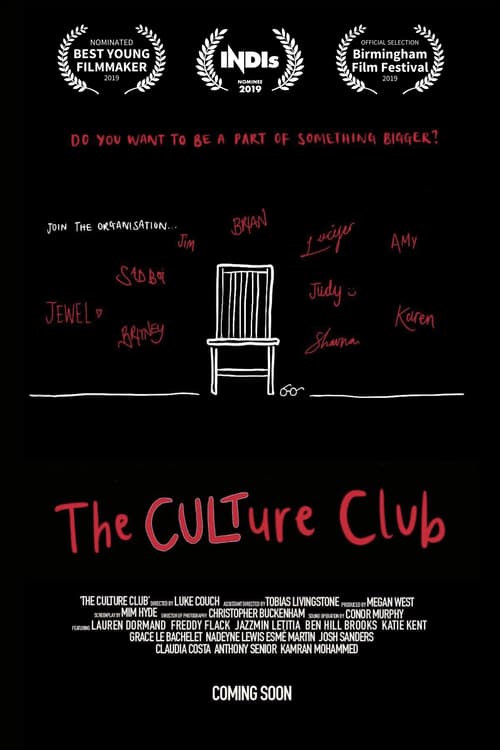 NOMINATED
BEST YOUNG
FILMMAKER
2019
INDIs
NOMINEE
2019
OFFICIAL SELECTION
Birmingham
Film Festival
2019
DO YOU WANT TO BE A PART OF SOMETHING BIGGER?
JOIN THE ORGANISATION...
JIM
BRIAN
Lucifer
AMY
JEWEL
BRITNEY
Judy
Karen
Shauna
The CULTure Club
'THE CULTURE CLUB' DIRECTED BY LUKE COUCH ASSISTANT DIRECTED BY TOBIAS LIVINGSTONE PRODUCED BY MEGAN WEST
SCREENPLAY BY MIM HYDE DIRECTOR OF PHOTOGRAPHY CHRISTOPHER BUCKENHAM SOUND OPERATION BY CONOR MURPHY
FEATURING LAUREN DORMAND FREDDY FLACK JAZZMIN LETITIA BEN HILL BROOKS KATIE KENT
GRACE LE BACHELET NADEYNE LEWIS ESMÉ MARTIN JOSH SANDERS
CLAUDIA COSTA ANTHONY SENIOR KAMRAN MOHAMMED
COMING SOON